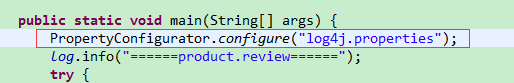 public static void main(String[] args) {
PropertyConfigurator.configure("log4j.properties");
log.info("======product.review======");
try {